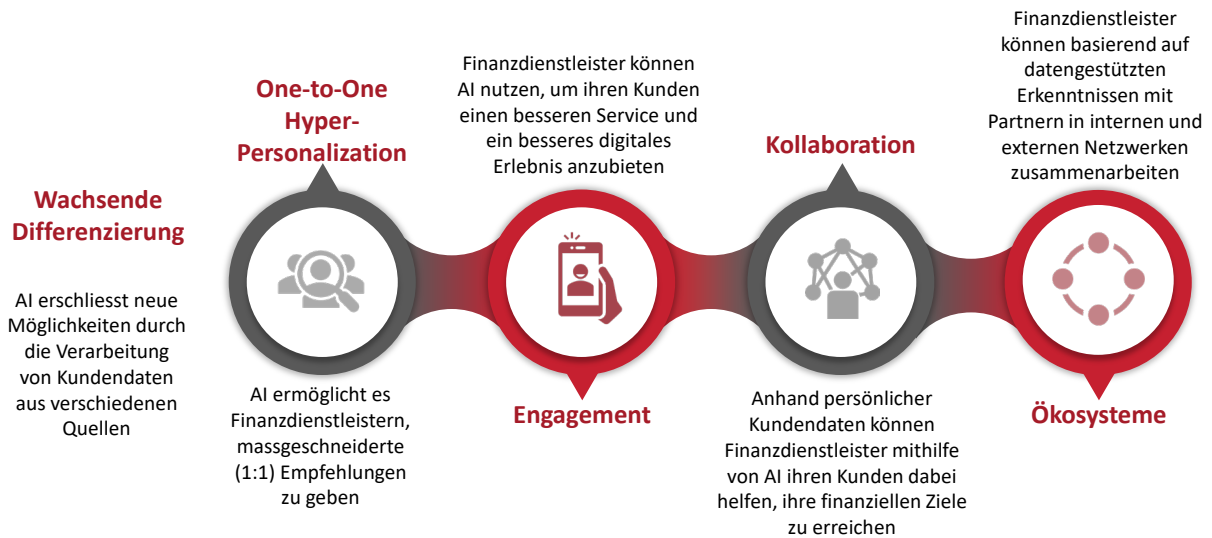 Wachsende
Differenzierung
AI erschliesst neue
Möglichkeiten durch
die Verarbeitung
von Kundendaten
aus verschiedenen
Quellen
One-to-One
Hyper-
Personalization
AI ermöglicht es
Finanzdienstleistern,
massgeschneiderte
(1:1) Empfehlungen
zu geben
Finanzdienstleister können
AI nutzen, um ihren Kunden
einen besseren Service und
ein besseres digitales
Erlebnis anzubieten
Engagement
Kollaboration
Anhand persönlicher
Kundendaten können
Finanzdienstleister mithilfe
von AI ihren Kunden dabei
helfen, ihre finanziellen Ziele
zu erreichen
Finanzdienstleister
können basierend auf
datengestützten
Erkenntnissen mit
Partnern in internen und
externen Netzwerken
zusammenarbeiten
Ökosysteme